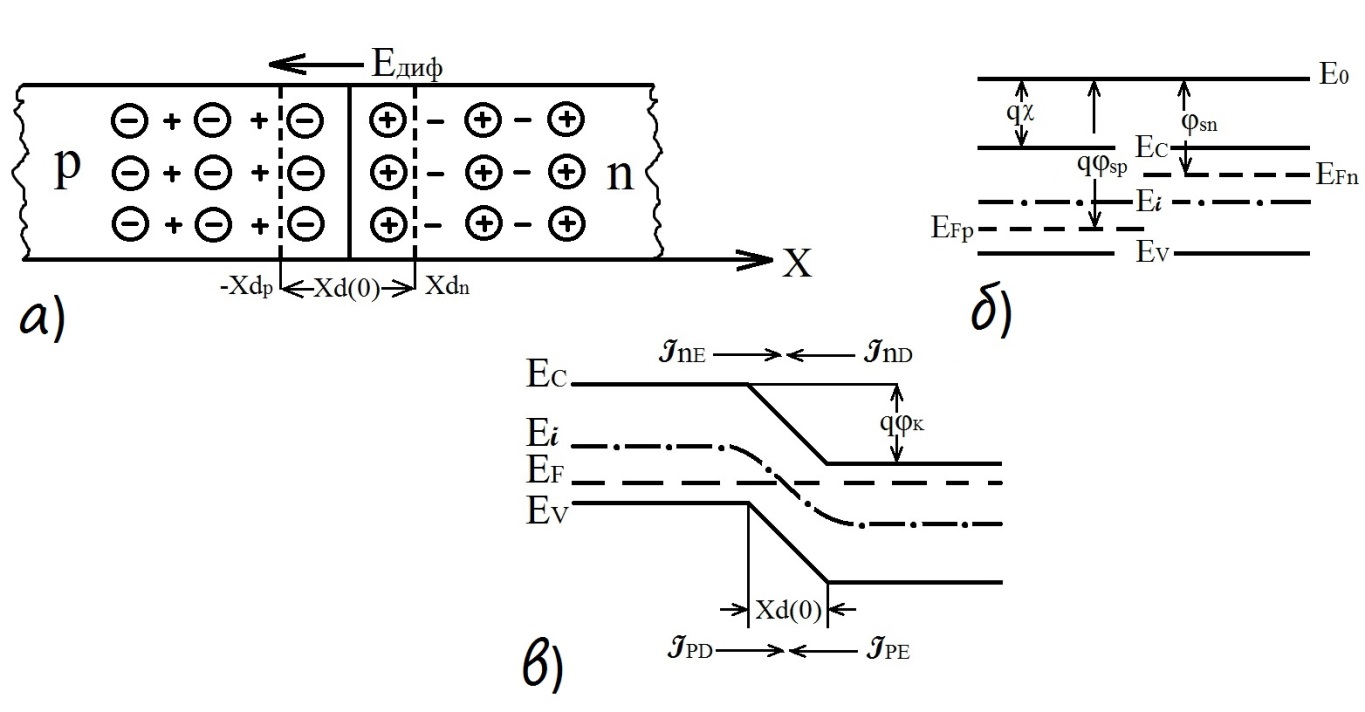 Eдиф
p
n
X
-Xdp
Xd(0)
Xdn
а)
E0
qχ
φsn
EC
qφsp
EFn
Ei
EFp
EV
б)
𝒥nE
𝒥nD
EC
qφк
Ei
EF
EV
Xd(0)
𝒥PD
𝒥PE
в)